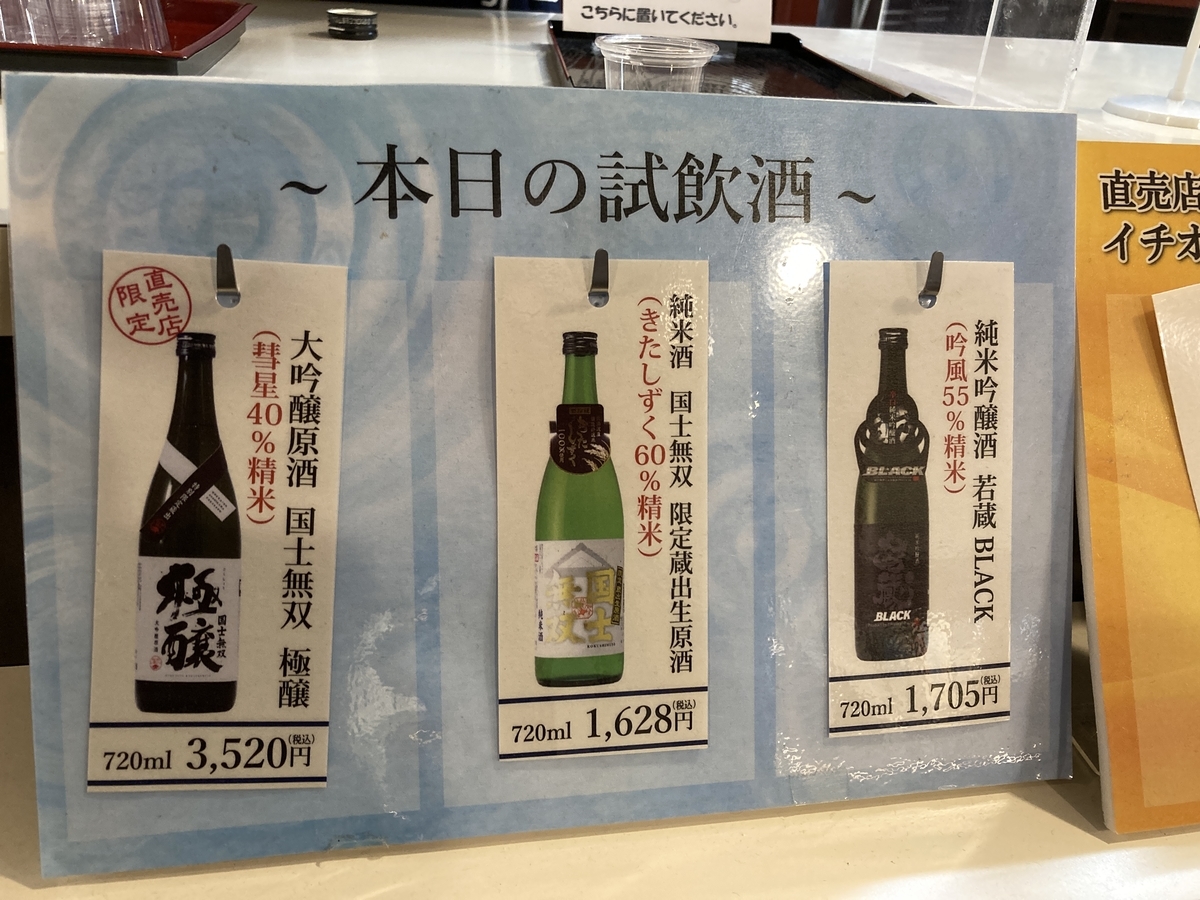 こちらに置いてください。
~本日の試飲酒~
直売店
限定
大吟醸原酒 国士無双 極醸
(彗星40%精米)
極醸
国士無双
720ml 3,520円(税込)
純米酒 国士無双 限定蔵出生原酒
(きたしずく60%精米)
国士
無双
純米酒
720ml 1,628円(税込)
純米吟醸酒 若蔵 BLACK
(吟風55%精米)
BLACK
若蔵
BLACK
720ml 1,705円(税込)
直売店
イチオ